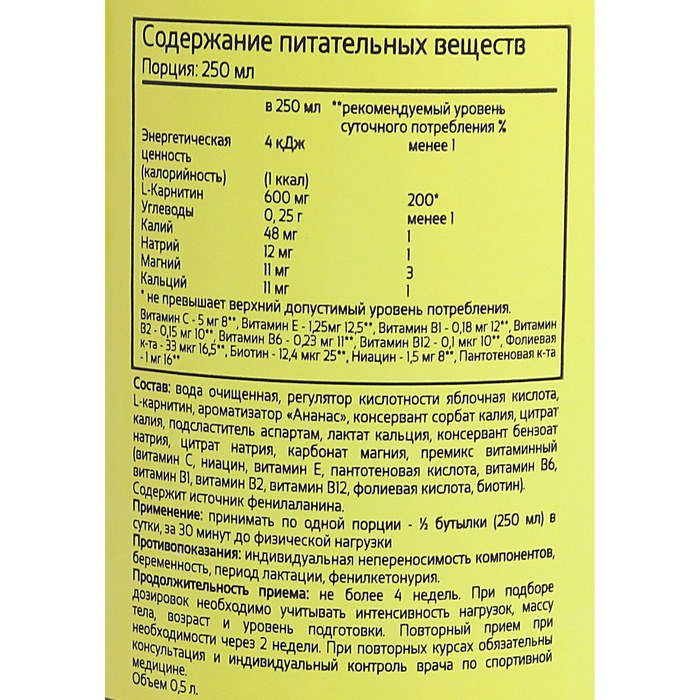 Содержание питательных веществ
Порция: 250 мл
в 250 мл **рекомендуемый уровень
суточного потребления %
Энергетическая 4 кДж менее 1
ценность
(калорийность) (1 ккал)
L-Карнитин 600 мг 200*
Углеводы 0,25 г менее 1
Калий 48 мг 1
Натрий 12 мг 1
Магний 11 мг 3
Кальций 11 мг 1
* не превышает верхний допустимый уровень потребления.
Витамин С - 5 мг 8**, Витамин Е - 1,25мг 12,5**, Витамин В1 - 0,18 мг 12**, Витамин
В2 - 0,15 мг 10**, Витамин В6 - 0,23 мг 11**, Витамин В12 - 0,1 мкг 10**, Фолиевая
к-та - 33 мкг 16,5**, Биотин - 12,4 мкг 25**, Ниацин - 1,5 мг 8**, Пантотеновая к-та
- 1 мг 16**
Состав: вода очищенная, регулятор кислотности яблочная кислота,
L-карнитин, ароматизатор «Ананас», консервант сорбат калия, цитрат
калия, подсластитель аспартам, лактат кальция, консервант бензоат
натрия, цитрат натрия, карбонат магния, премикс витаминный
(витамин С, ниацин, витамин Е, пантотеновая кислота, витамин В6,
витамин В1, витамин В2, витамин В12, фолиевая кислота, биотин).
Содержит источник фенилаланина.
Применение: принимать по одной порции - ½ бутылки (250 мл) в
сутки, за 30 минут до физической нагрузки
Противопоказания: индивидуальная непереносимость компонентов,
беременность, период лактации, фенилкетонурия.
Продолжительность приема: не более 4 недель. При подборе
дозировок необходимо учитывать интенсивность нагрузок, массу
тела, возраст и уровень подготовки. Повторный прием при
необходимости через 2 недели. При повторных курсах обязательны
консультация и индивидуальный контроль врача по спортивной
медицине.
Объем 0,5 л.